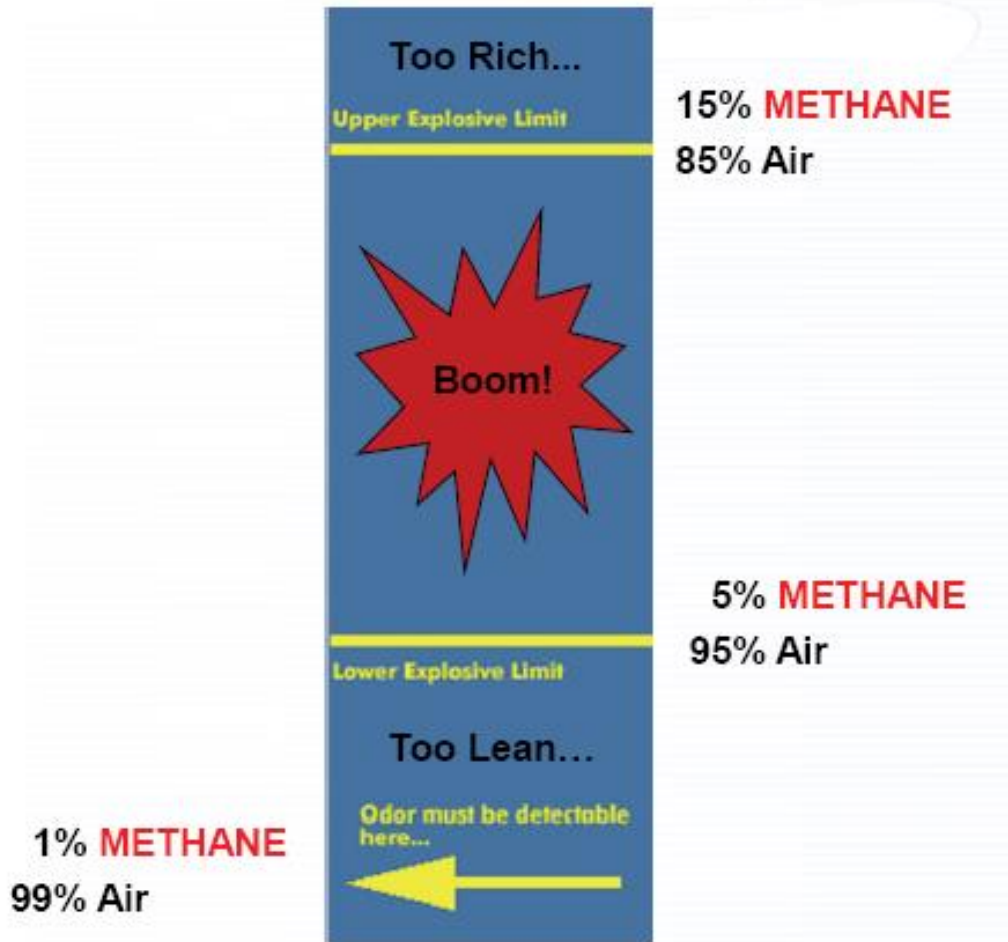 Too Rich...
Upper Explosive Limit
15% METHANE
85% Air
Boom!
5% METHANE
95% Air
Lower Explosive Limit
Too Lean...
Odor must be detectable
here...
1% METHANE
99% Air